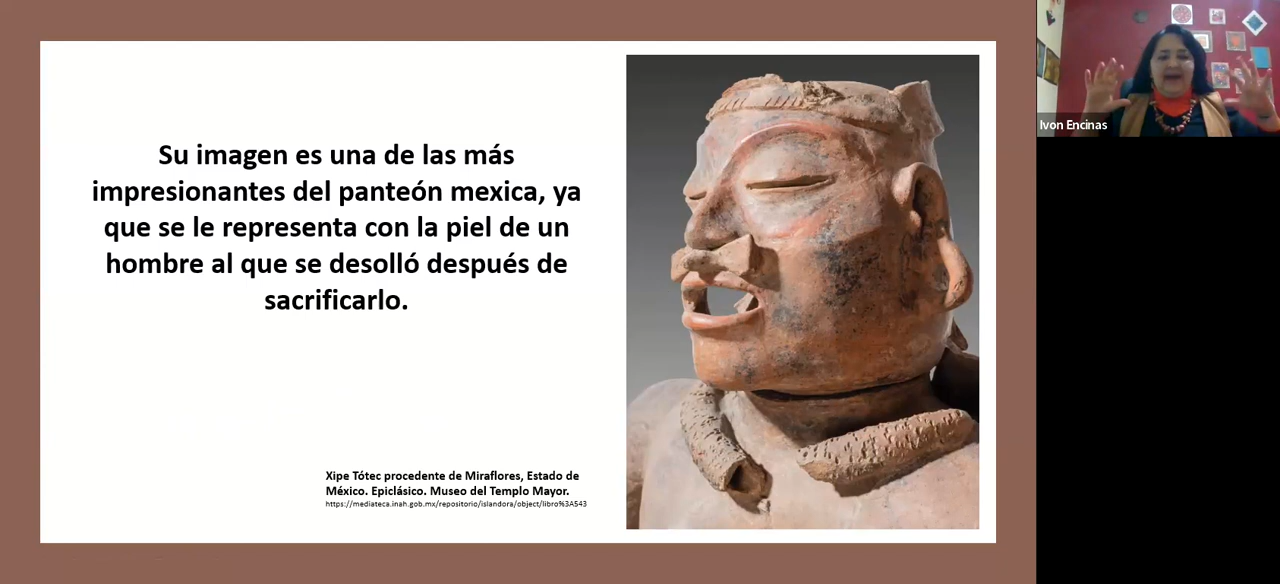 Su imagen es una de las más
impresionantes del panteón mexica, ya
que se le representa con la piel de un
hombre al que se desolló después de
sacrificarlo.
Xipe Tótec procedente de Miraflores, Estado de
México. Epiclásico. Museo del Templo Mayor.
https://mediateca.inah.gob.mx/repositorio/islandora/object/libro%3A543
Ivon Encinas